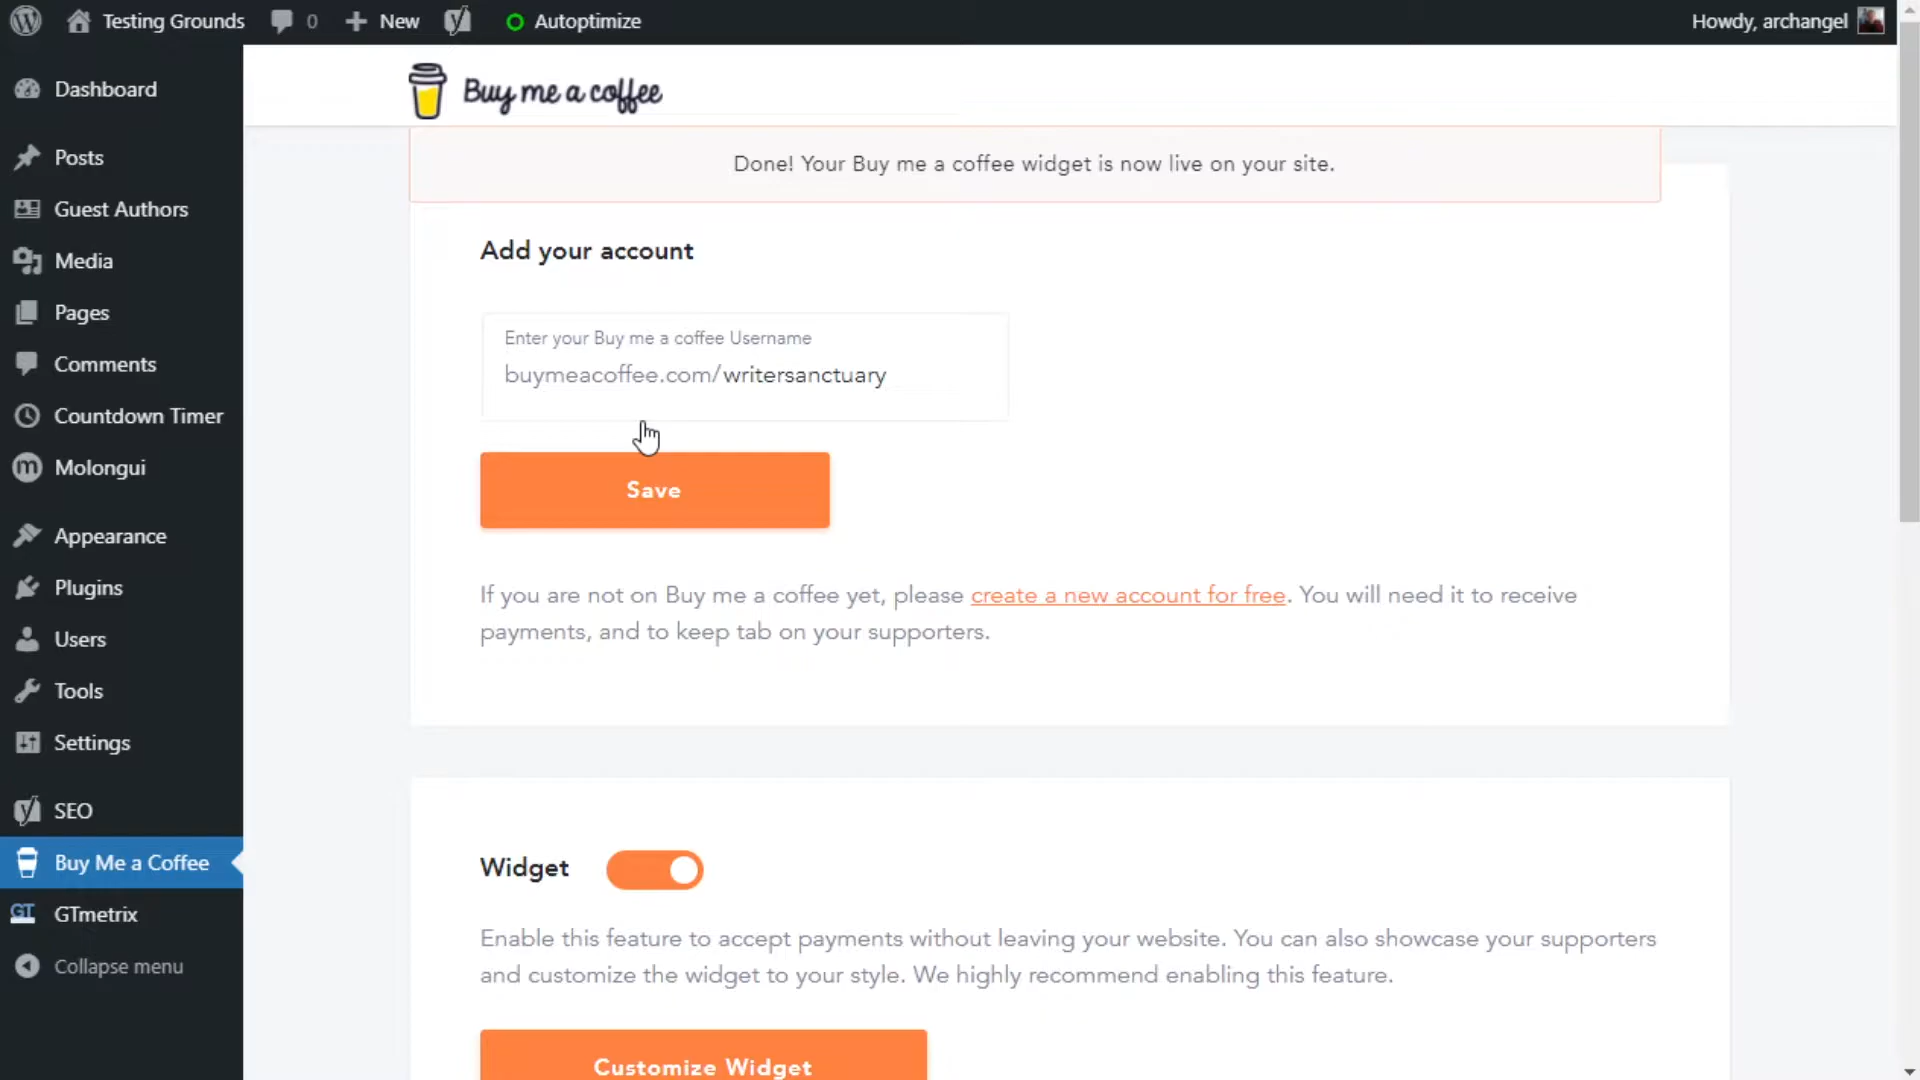 Testing Grounds 0 New Autoptimize Howdy, archangel
Dashboard
Posts
Guest Authors
Media
Pages
Comments
Countdown Timer
m Molongui
Appearance
Plugins
Users
Tools
Settings
SEO
Buy Me a Coffee
GT GTmetrix
Collapse menu
Buy me a coffee
Done! Your Buy me a coffee widget is now live on your site.
Add your account
Enter your Buy me a coffee Username
buymeacoffee.com/writersanctuary
Save
If you are not on Buy me a coffee yet, please create a new account for free. You will need it to receive
payments, and to keep tab on your supporters.
Widget
Enable this feature to accept payments without leaving your website. You can also showcase your supporters
and customize the widget to your style. We highly recommend enabling this feature.
Customize Widget